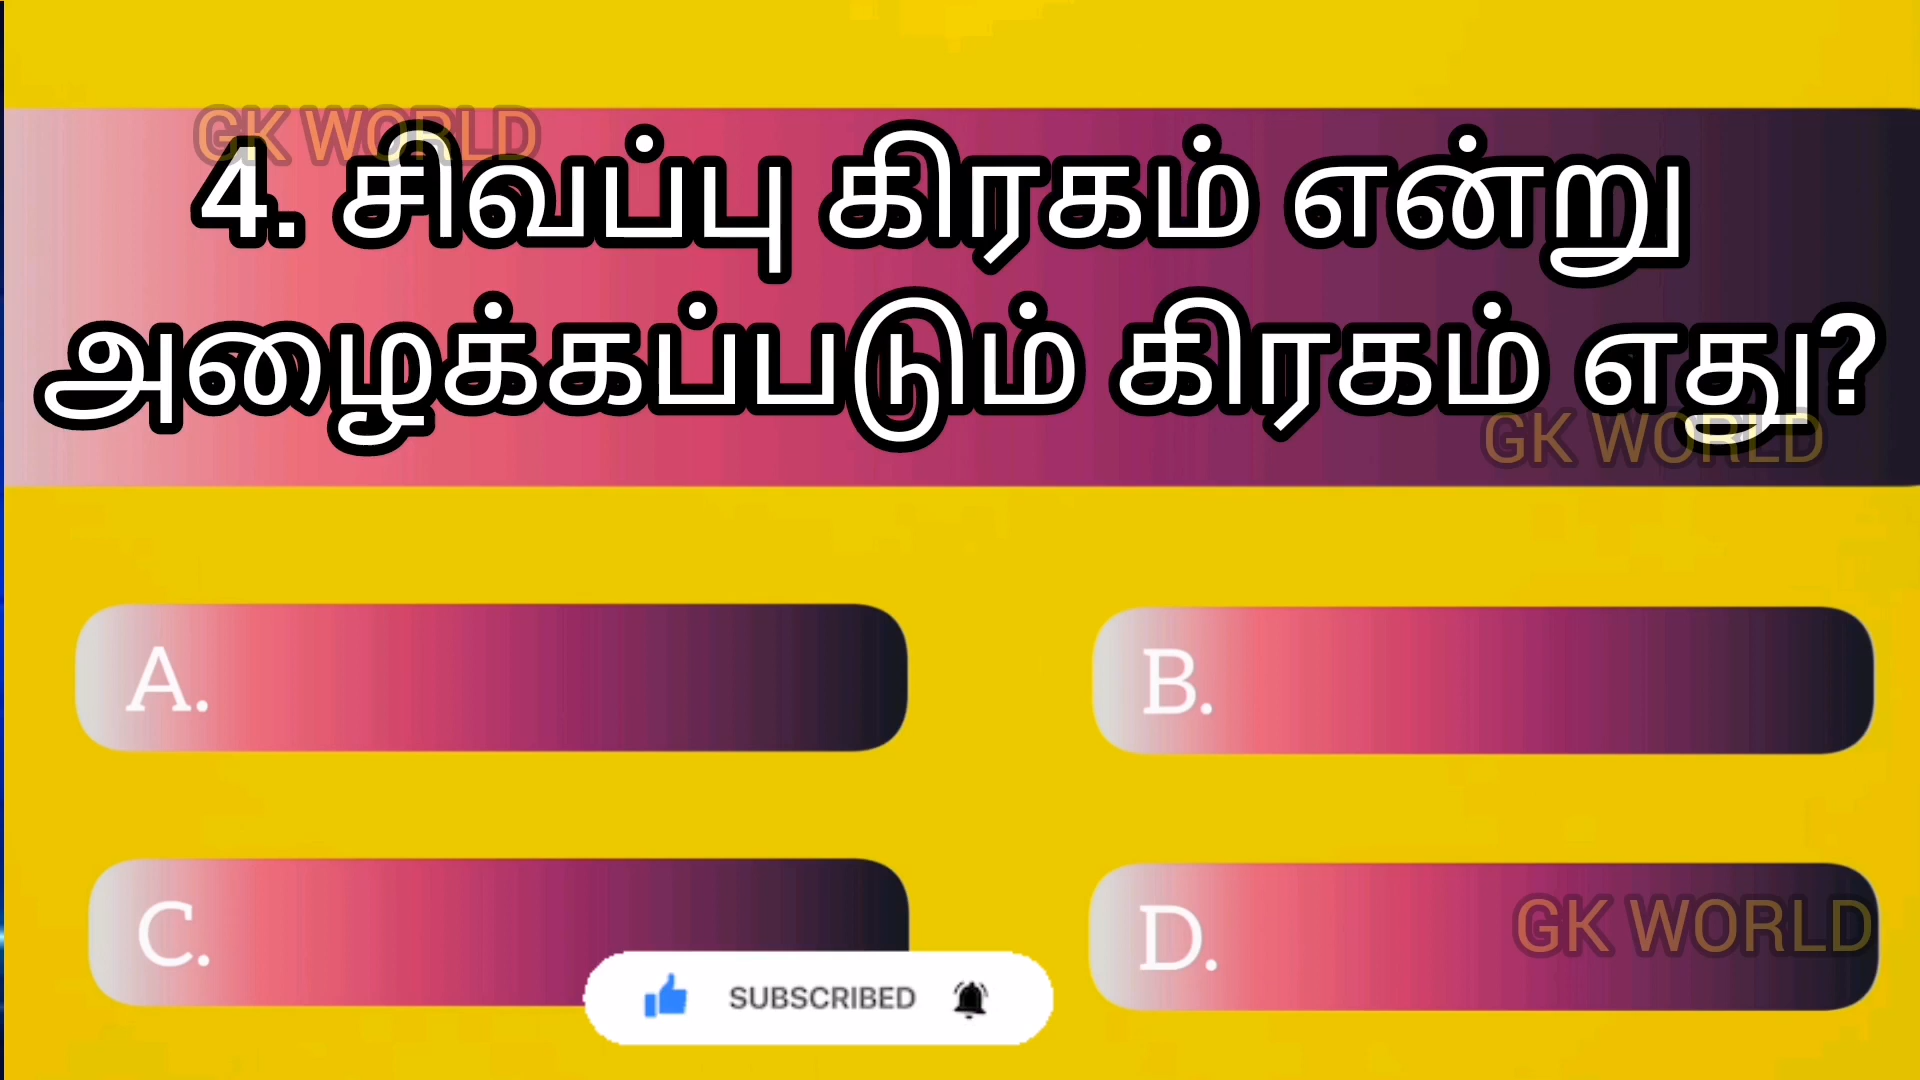 GK WORLD
4. சிவப்பு கிரகம் என்று
அழைக்கப்படும் கிரகம் எது?
GK WORLD
A.
B.
C.
D.
GK WORLD
SUBSCRIBED